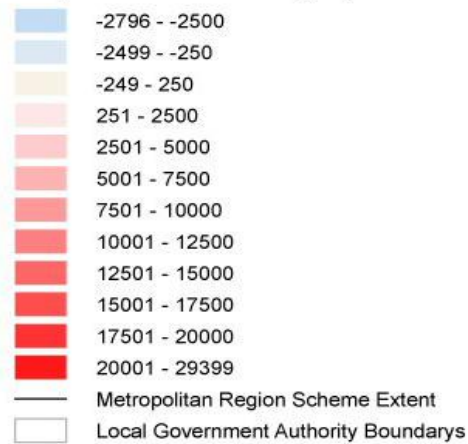 -2796 - -2500
-2499 - -250
-249 - 250
251 - 2500
2501 - 5000
5001 - 7500
7501 - 10000
10001 - 12500
12501 - 15000
15001 - 17500
17501 - 20000
20001 - 29399
Metropolitan Region Scheme Extent
Local Government Authority Boundarys